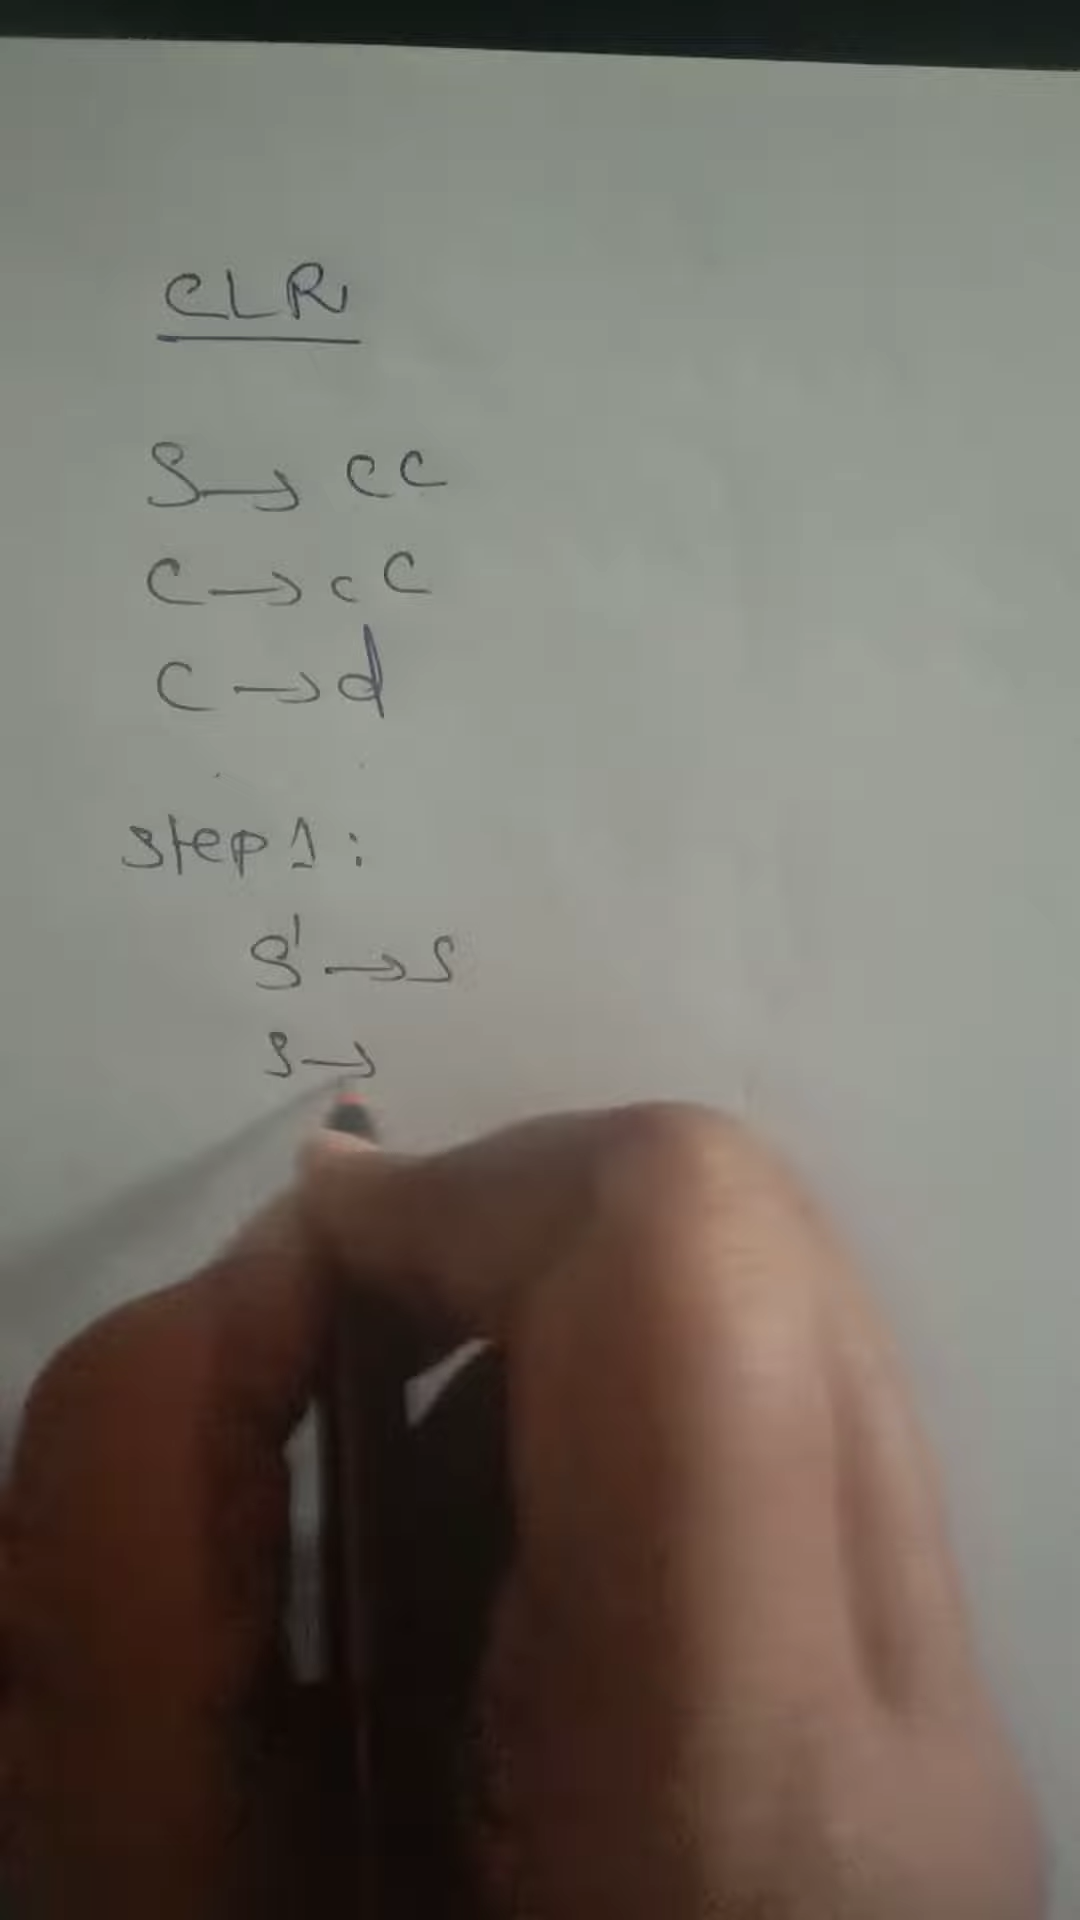 CLR
S → CC
C → cC
C → d
step 1:
S' → S
S →